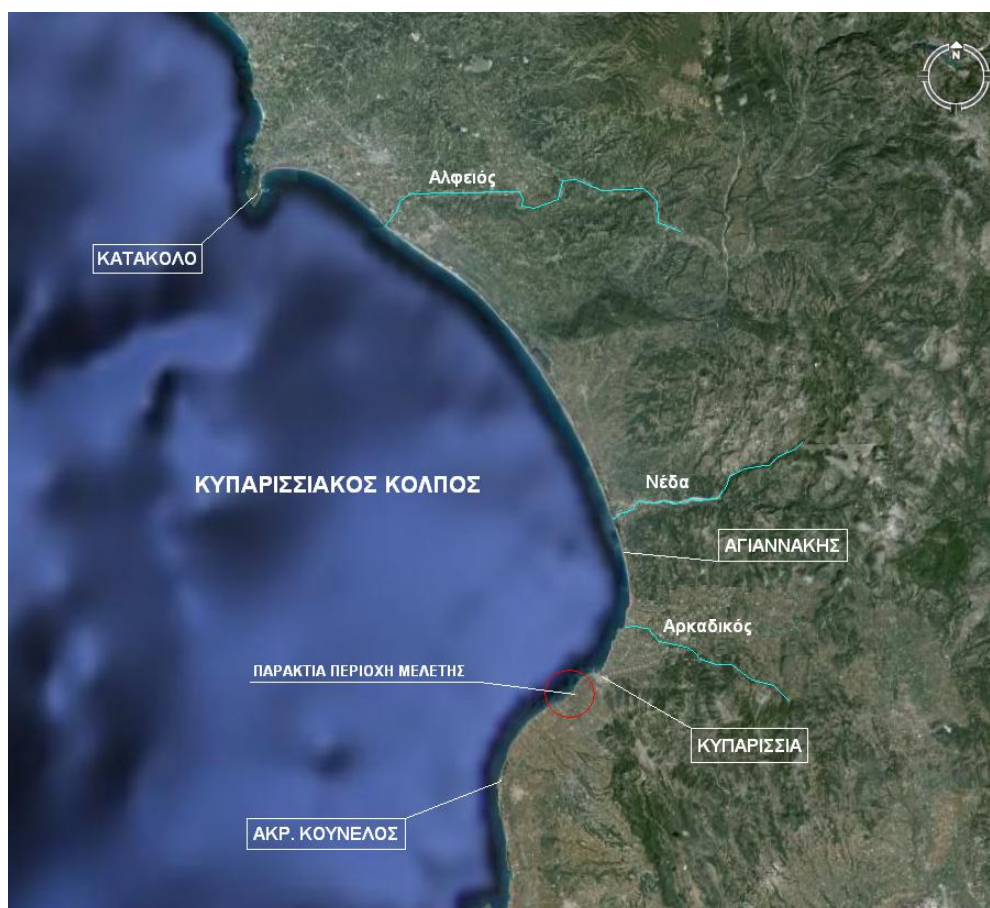 N
Αλφειός
ΚΑΤΑΚΟΛΟ
ΚΥΠΑΡΙΣΣΙΑΚΟΣ ΚΟΛΠΟΣ
Νέδα
ΑΓΙΑΝΝΑΚΗΣ
Αρκαδικός
ΠΑΡΑΚΤΙΑ ΠΕΡΙΟΧΗ ΜΕΛΕΤΗΣ
ΚΥΠΑΡΙΣΣΙΑ
ΑΚΡ. ΚΟΥΝΕΛΟΣ